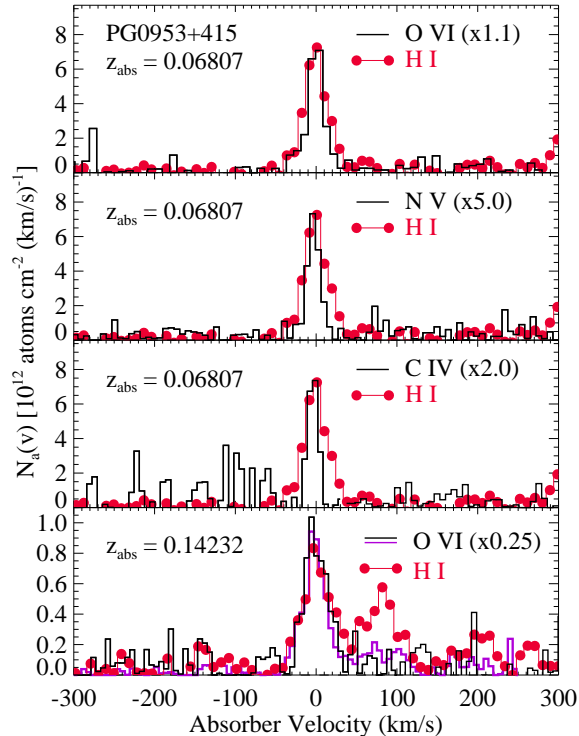 PG0953+415
z_abs = 0.06807
O VI (x1.1)
H I
8
6
4
2
0
z_abs = 0.06807
N V (x5.0)
H I
8
6
4
2
0
z_abs = 0.06807
C IV (x2.0)
H I
8
6
4
2
0
z_abs = 0.14232
O VI (x0.25)
H I
1.0
0.8
0.6
0.4
0.2
0.0
N_a(v) [10^12 atoms cm^-2 (km/s)^-1]
-300 -200 -100 0 100 200 300
Absorber Velocity (km/s)